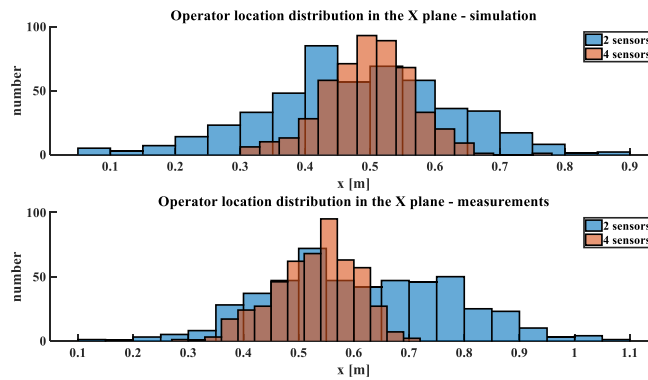 Operator location distribution in the X plane - simulation
100
50
0
number
2 sensors
4 sensors
0.1 0.2 0.3 0.4 0.5 0.6 0.7 0.8 0.9
x [m]
Operator location distribution in the X plane - measurements
100
50
0
number
2 sensors
4 sensors
0.1 0.2 0.3 0.4 0.5 0.6 0.7 0.8 0.9 1 1.1
x [m]